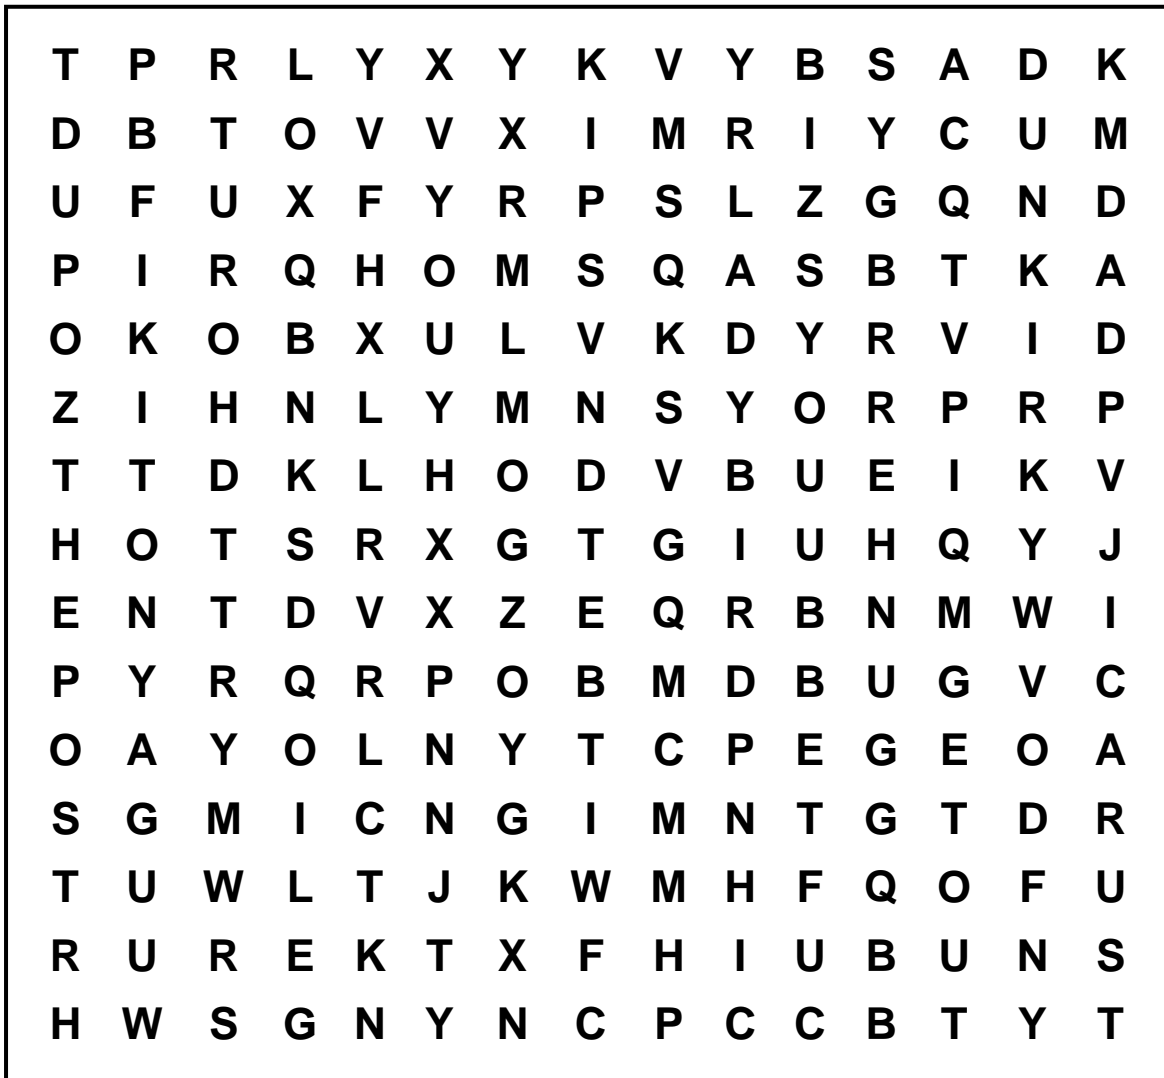 T P R L Y X Y K V Y B S A D K
D B T O V V X I M R I Y C U M
U F U X F Y R P S L Z G Q N D
P I R Q H O M S Q A S B T K A
O K O B X U L V K D Y R V I D
Z I H N L Y M N S Y O R P R P
T T D K L H O D V B U E I K V
H O T S R X G T G I U H Q Y J
E N T D V X Z E Q R B N M W I
P Y R Q R P O B M D B U G V C
O A Y O L N Y T C P E G E O A
S G M I C N G I M N T G T D R
T U W L T J K W M H F Q O F U
R U R E K T X F H I U B U N S
H W S G N Y N C P C C B T Y T